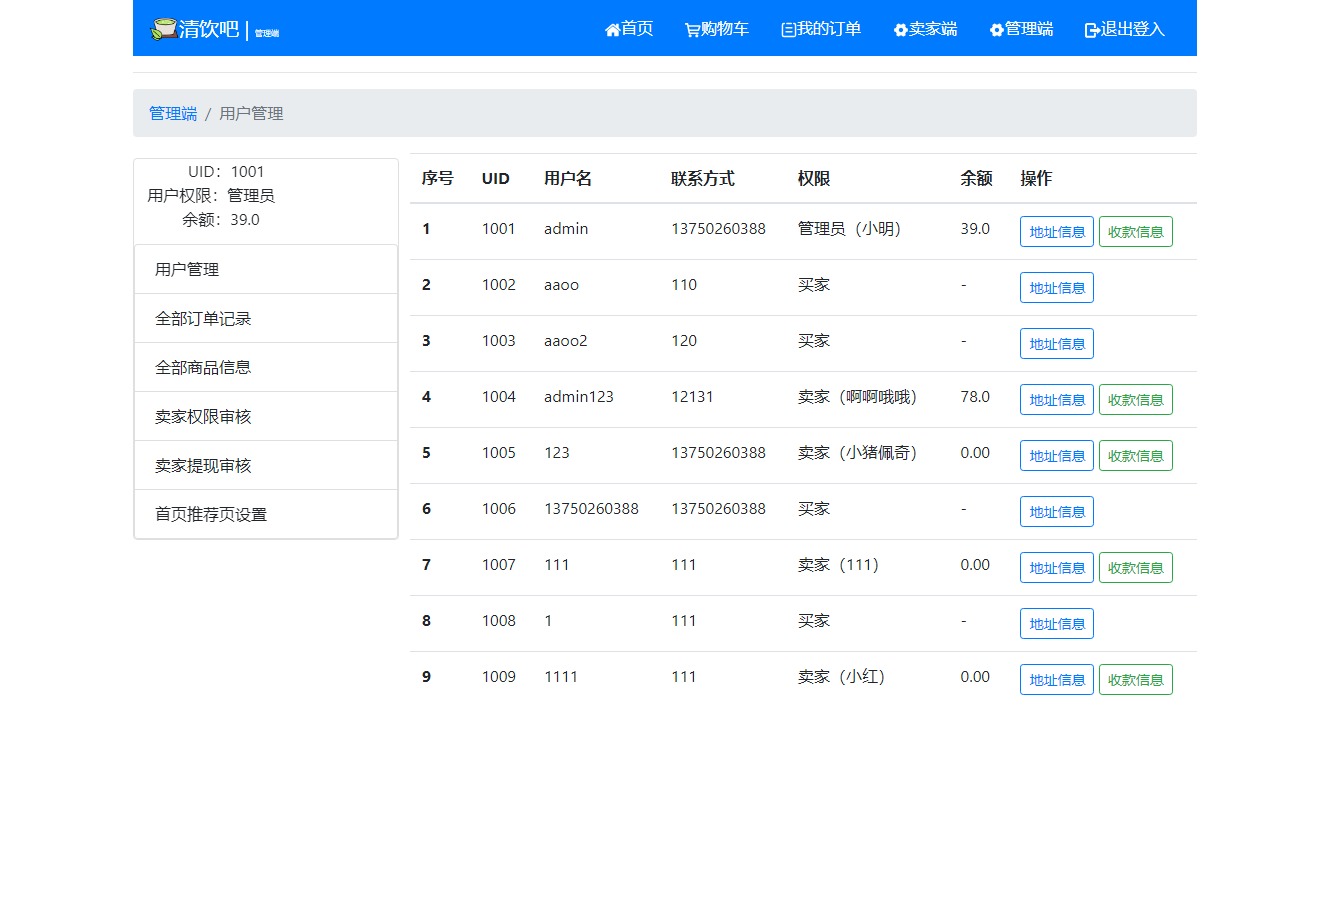 清饮吧 | 管理端 首页 购物车 我的订单 卖家端 管理端 退出登入
管理端 / 用户管理
UID：1001
用户权限：管理员
余额：39.0
用户管理
全部订单记录
全部商品信息
卖家权限审核
卖家提现审核
首页推荐页设置
序号 UID 用户名 联系方式 权限 余额 操作
1 1001 admin 13750260388 管理员（小明） 39.0 地址信息 收款信息
2 1002 aaoo 110 买家 - 地址信息
3 1003 aaoo2 120 买家 - 地址信息
4 1004 admin123 12131 卖家（啊啊哦哦） 78.0 地址信息 收款信息
5 1005 123 13750260388 卖家（小猪佩奇） 0.00 地址信息 收款信息
6 1006 13750260388 13750260388 买家 - 地址信息
7 1007 111 111 卖家（111） 0.00 地址信息 收款信息
8 1008 1 111 买家 - 地址信息
9 1009 1111 111 卖家（小红） 0.00 地址信息 收款信息